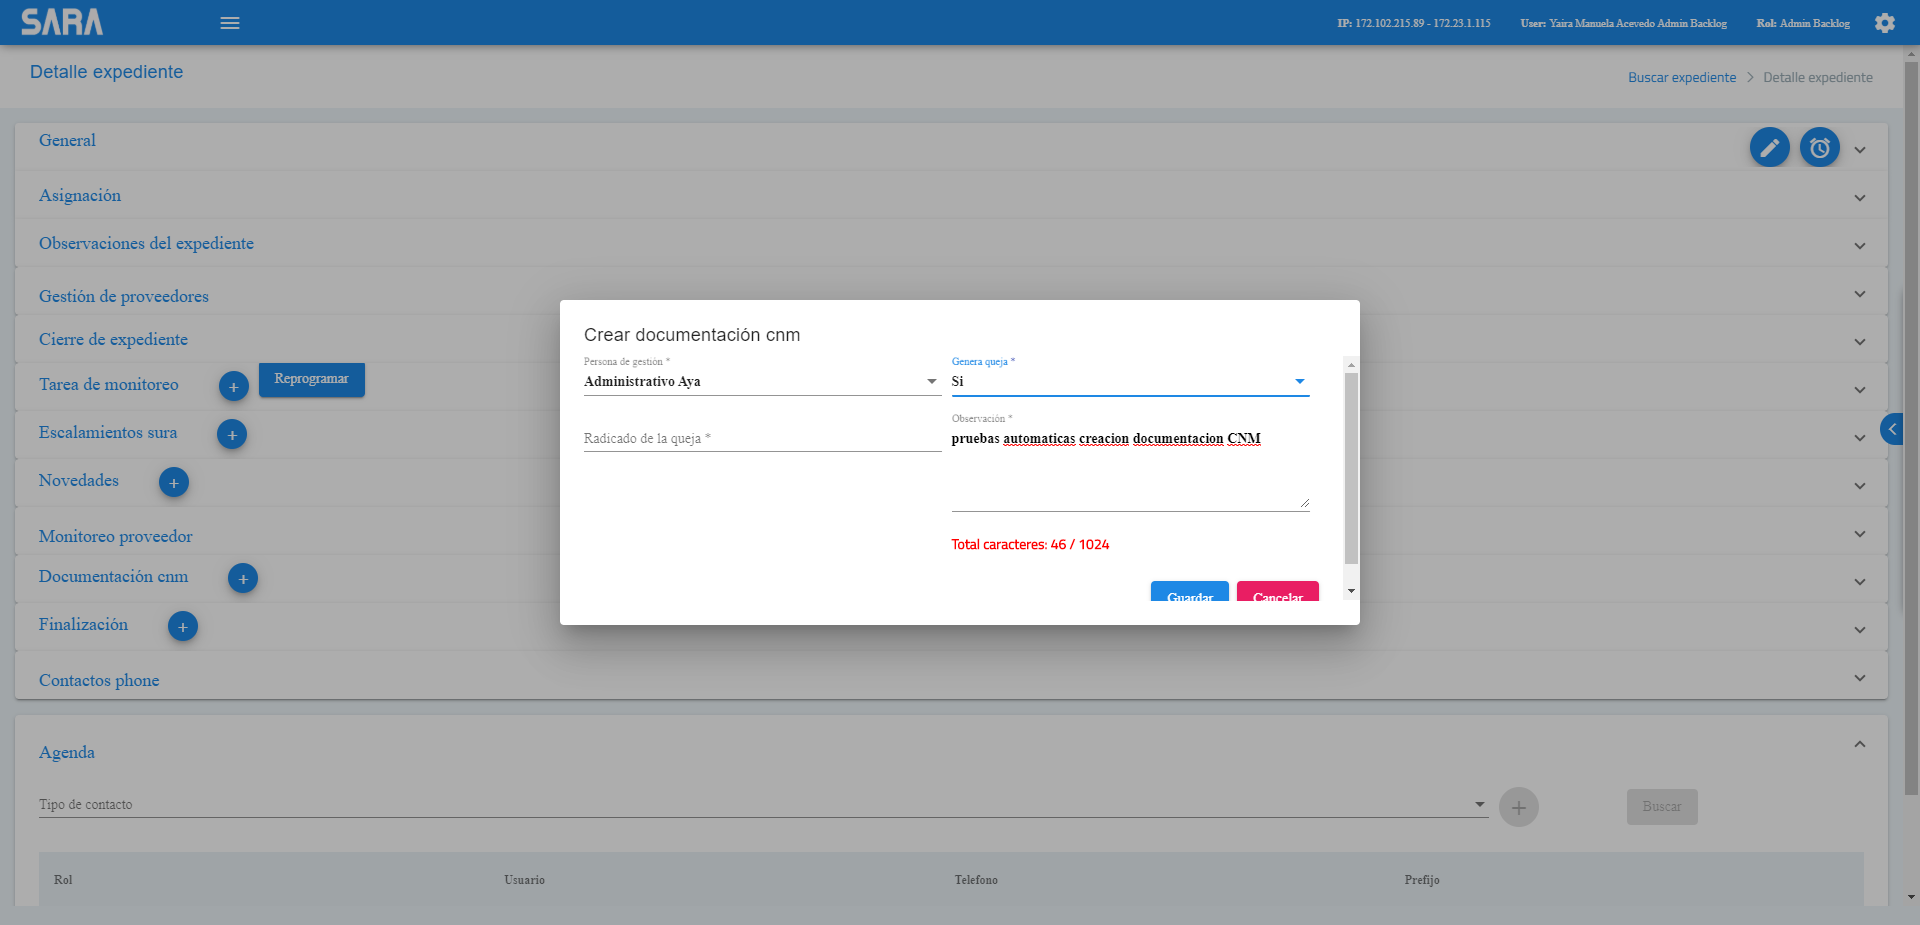 SARA
IP: 172.102.215.89 - 172.23.1.115
User: Yaira Manuela Acevedo Admin Backlog
Rol: Admin Backlog
Detalle expediente
Buscar expediente > Detalle expediente
General
Asignación
Observaciones del expediente
Gestión de proveedores
Cierre de expediente
Tarea de monitoreo
+
Reprogramar
Escalamientos sura
+
Novedades
+
Monitoreo proveedor
Documentación cnm
+
Finalización
+
Contactos phone
Crear documentación cnm
Persona de gestión *
Administrativo Aya
Genera queja *
Si
Radicado de la queja *
Observación *
pruebas automaticas creacion documentacion CNM
Total caracteres: 46 / 1024
Guardar
Cancelar
Agenda
Tipo de contacto
+
Buscar
Rol
Usuario
Telefono
Prefijo